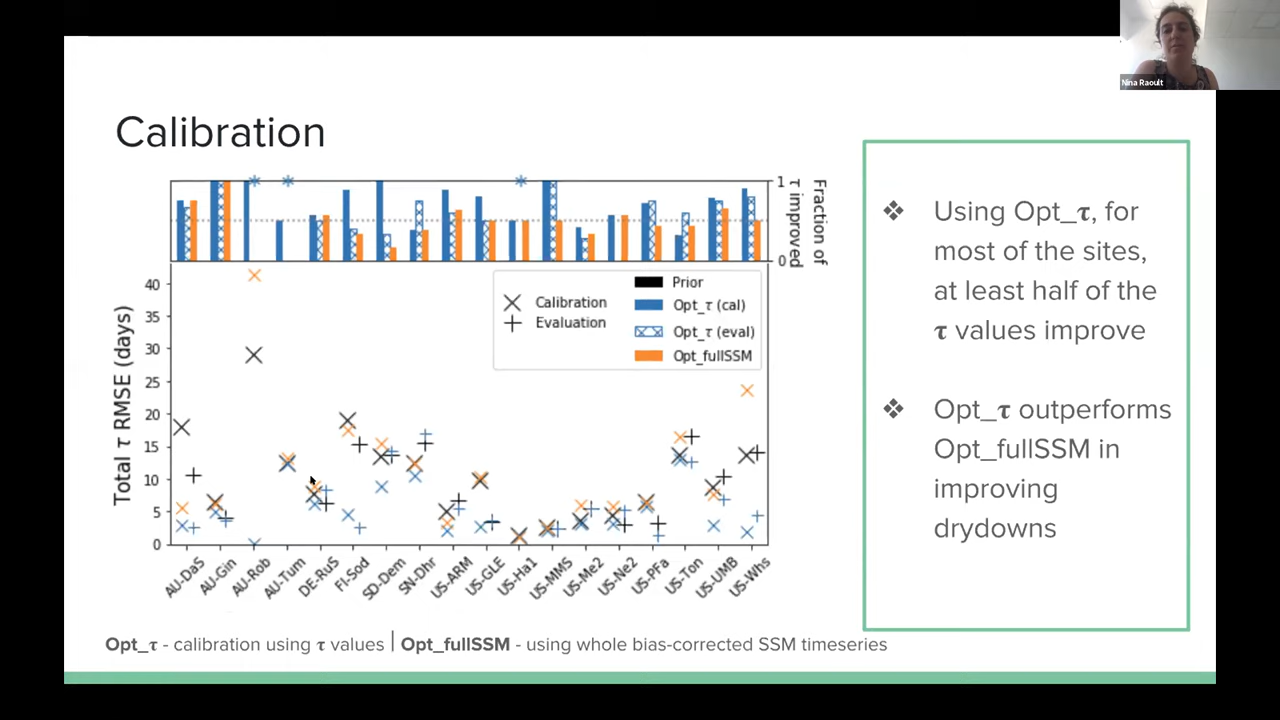 Nina Raoult
Calibration
1
0
Fraction of
τ improved
40
35
30
25
20
15
10
5
0
Total τ RMSE (days)
Calibration
Evaluation
Prior
Opt_τ (cal)
Opt_τ (eval)
Opt_fullSSM
AU-DaS
AU-Gin
AU-Rob
AU-Tum
DE-RuS
FI-Sod
SD-Dem
SN-Dhr
US-ARM
US-GLE
US-Ha1
US-MMS
US-Me2
US-Ne2
US-PFa
US-Ton
US-UMB
US-Whs
❖ Using Opt_τ, for
most of the sites,
at least half of the
τ values improve
❖ Opt_τ outperforms
Opt_fullSSM in
improving
drydowns
Opt_τ - calibration using τ values | Opt_fullSSM - using whole bias-corrected SSM timeseries